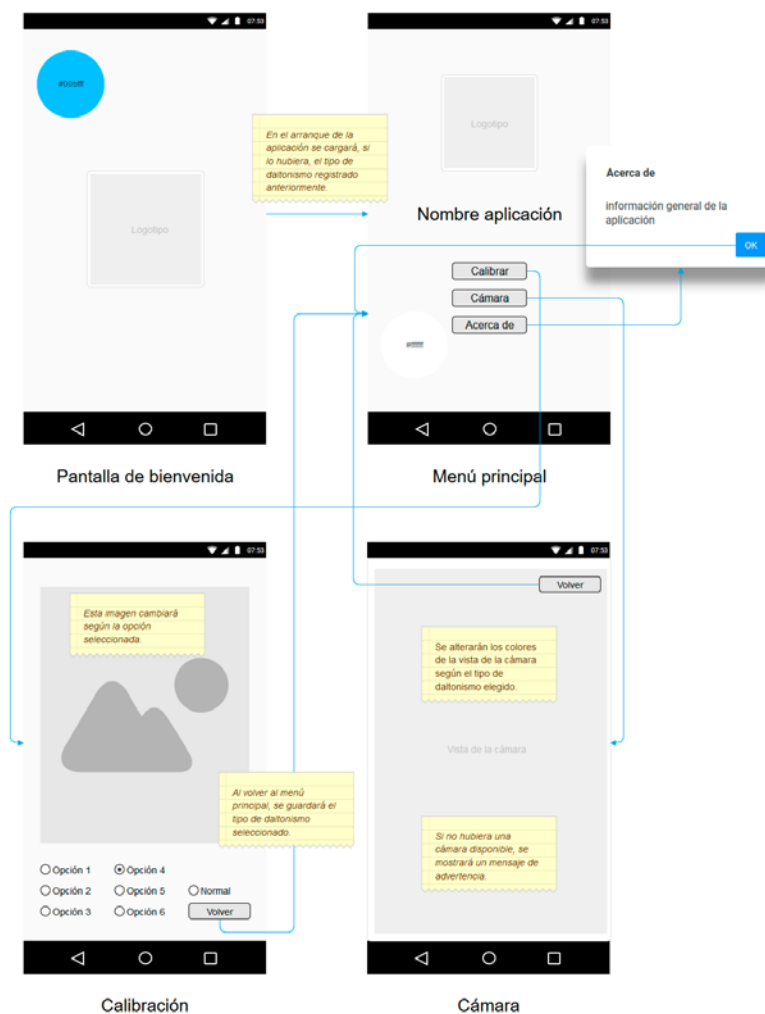 07:53
#00bfff
Logotipo
En el arranque de la
aplicación se cargará, si
lo hubiera, el tipo de
daltonismo registrado
anteriormente.
Pantalla de bienvenida
07:53
Logotipo
Nombre aplicación
Calibrar
Cámara
Acerca de
#ffffff
Menú principal
Acerca de
información general de la
aplicación
OK
07:53
Esta imagen cambiará
según la opción
seleccionada.
Al volver al menú
principal, se guardará el
tipo de daltonismo
seleccionado.
Opción 1 Opción 4
Opción 2 Opción 5 Normal
Opción 3 Opción 6 Volver
Calibración
07:53
Volver
Se alterarán los colores
de la vista de la cámara
según el tipo de
daltonismo elegido.
Vista de la cámara
Si no hubiera una
cámara disponible, se
mostrará un mensaje de
advertencia.
Cámara